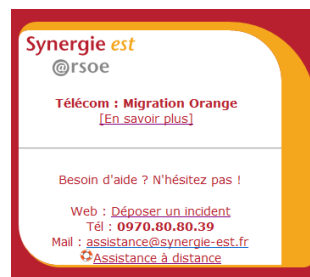 Synergie est
@rsoe
Télécom : Migration Orange
[En savoir plus]
Besoin d'aide ? N'hésitez pas !
Web : Déposer un incident
Tél : 0970.80.80.39
Mail : assistance@synergie-est.fr
Assistance à distance